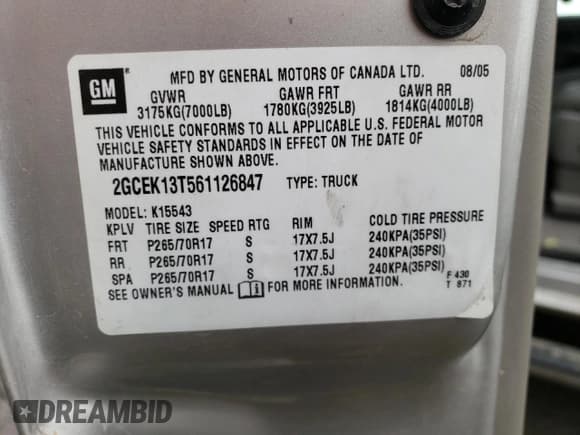 GM
MFD BY GENERAL MOTORS OF CANADA LTD. 08/05
GVWR GAWR FRT GAWR RR
3175KG(7000LB) 1780KG(3925LB) 1814KG(4000LB)
THIS VEHICLE CONFORMS TO ALL APPLICABLE U.S. FEDERAL MOTOR
VEHICLE SAFETY STANDARDS IN EFFECT ON THE DATE OF
MANUFACTURE SHOWN ABOVE.
2GCEK13T561126847 TYPE: TRUCK
MODEL: K15543
KPLV TIRE SIZE SPEED RTG RIM COLD TIRE PRESSURE
FRT P265/70R17 S 17X7.5J 240KPA(35PSI)
RR P265/70R17 S 17X7.5J 240KPA(35PSI)
SPA P265/70R17 S 17X7.5J 240KPA(35PSI)
SEE OWNER'S MANUAL FOR MORE INFORMATION.
F 430
T 871
DREAMBID